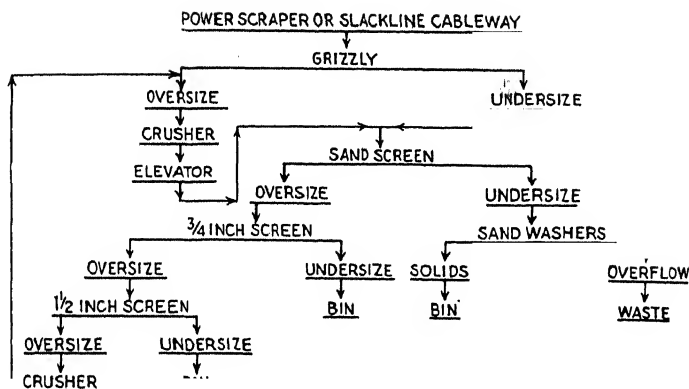 POWER SCRAPER OR SLACKLINE CABLEWAY
GRIZZLY
OVERSIZE UNDERSIZE
CRUSHER
SAND SCREEN
ELEVATOR
OVERSIZE UNDERSIZE
3/4 INCH SCREEN SAND WASHERS
OVERSIZE UNDERSIZE SOLIDS OVERFLOW
1 1/2 INCH SCREEN BIN BIN WASTE
OVERSIZE UNDERSIZE
CRUSHER